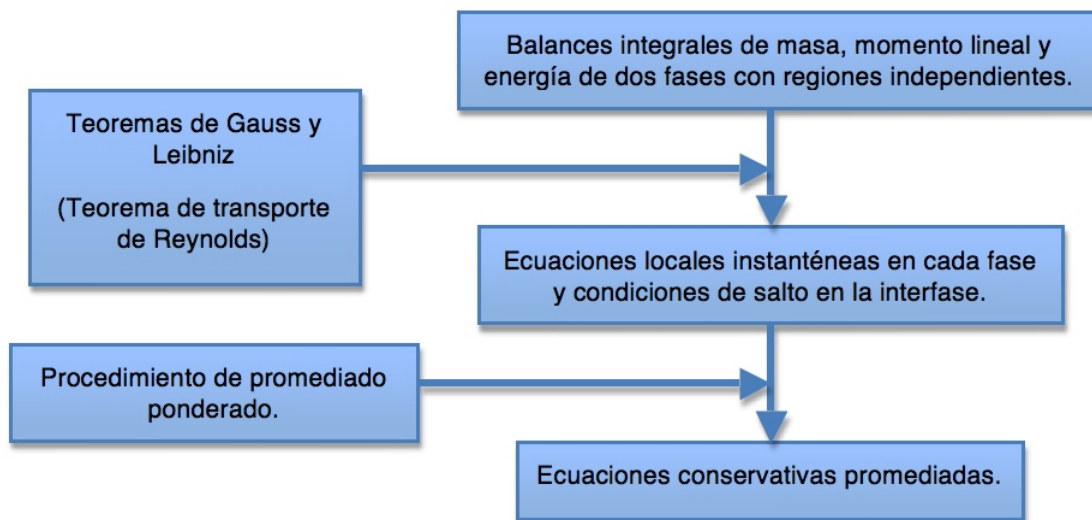 Balances integrales de masa, momento lineal y
energía de dos fases con regiones independientes.
Teoremas de Gauss y
Leibniz
(Teorema de transporte
de Reynolds)
Ecuaciones locales instanténeas en cada fase
y condiciones de salto en la interfase.
Procedimiento de promediado
ponderado.
Ecuaciones conservativas promediadas.